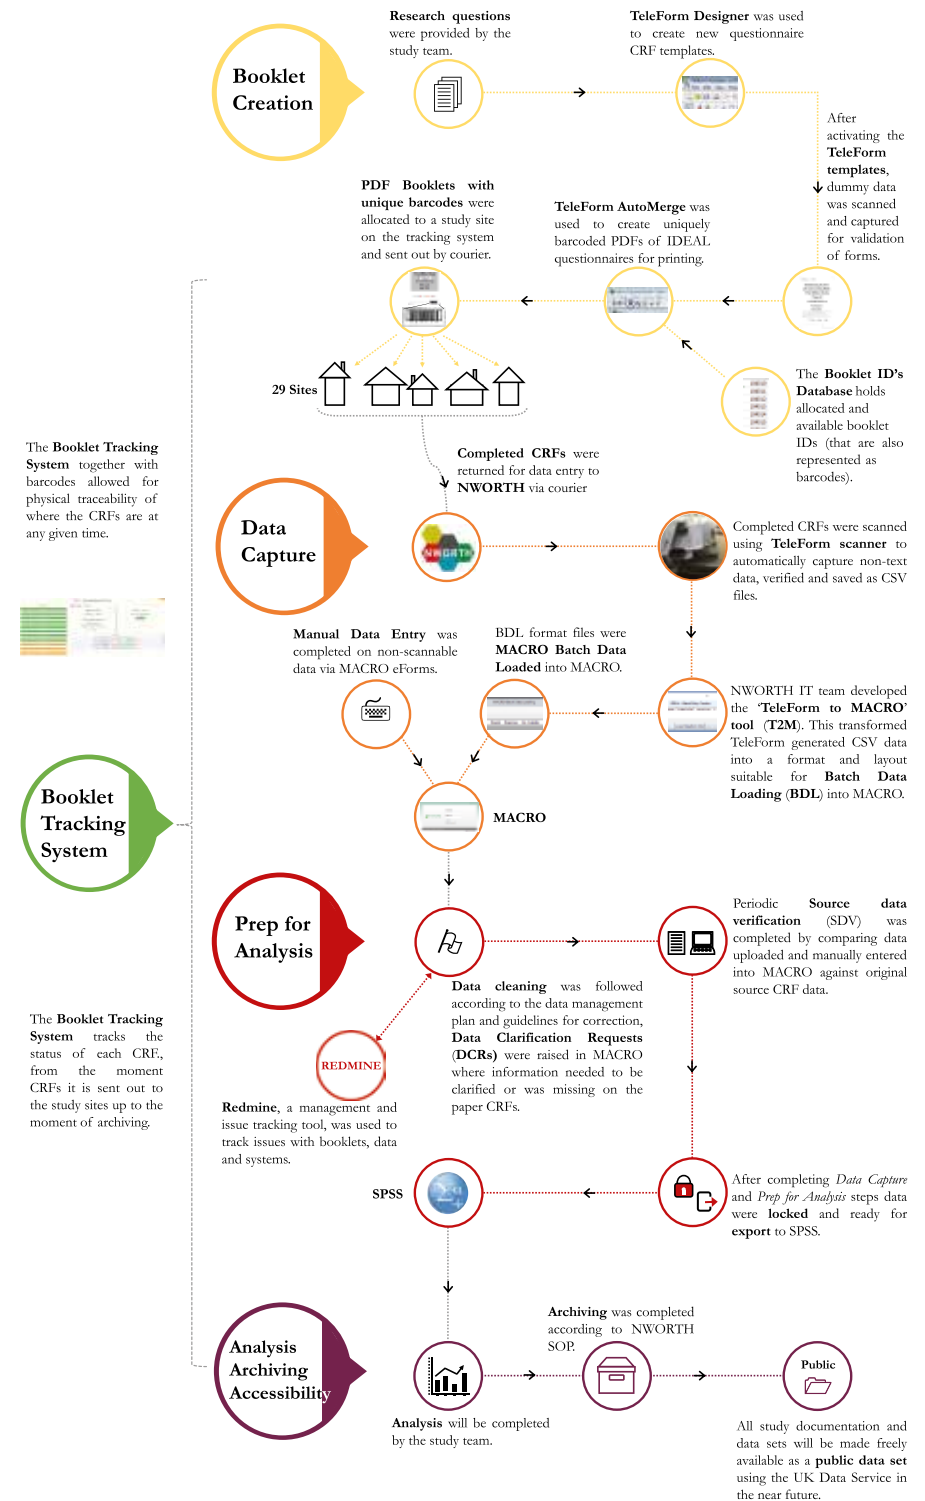 Research questions
were provided by the
study team.
TeleForm Designer was used
to create new questionnaire
CRF templates.
Booklet
Creation
After
activating the
TeleForm
templates,
dummy data
was scanned
and captured
for validation
of forms.
PDF Booklets with
unique barcodes were
allocated to a study site
on the tracking system
and sent out by courier.
TeleForm AutoMerge was
used to create uniquely
barcoded PDFs of IDEAL
questionnaires for printing.
29 Sites
The Booklet ID's
Database holds
allocated and
available booklet
IDs (that are also
represented as
barcodes).
The Booklet Tracking
System together with
barcodes allowed for
physical traceability of
where the CRFs are at
any given time.
Completed CRFs were
returned for data entry to
NWORTH via courier
Data
Capture
NWORTH
Completed CRFs were scanned
using TeleForm scanner to
automatically capture non-text
data, verified and saved as CSV
files.
Manual Data Entry was
completed on non-scannable
data via MACRO eForms.
BDL format files were
MACRO Batch Data
Loaded into MACRO.
NWORTH IT team developed
the 'TeleForm to MACRO'
tool (T2M). This transformed
TeleForm generated CSV data
into a format and layout
suitable for Batch Data
Loading (BDL) into MACRO.
Booklet
Tracking
System
MACRO
Prep for
Analysis
Periodic Source data
verification (SDV) was
completed by comparing data
uploaded and manually entered
into MACRO against original
source CRF data.
Data cleaning was followed
according to the data management
plan and guidelines for correction,
Data Clarification Requests
(DCRs) were raised in MACRO
where information needed to be
clarified or was missing on the
paper CRFs.
The Booklet Tracking
System tracks the
status of each CRF.,
from the moment
CRFs it is sent out to
the study sites up to the
moment of archiving.
REDMINE
Redmine, a management and
issue tracking tool, was used to
track issues with booklets, data
and systems.
SPSS
After completing Data Capture
and Prep for Analysis steps data
were locked and ready for
export to SPSS.
Analysis
Archiving
Accessibility
Archiving was completed
according to NWORTH
SOP.
Public
Analysis will be completed
by the study team.
All study documentation and
data sets will be made freely
available as a public data set
using the UK Data Service in
the near future.